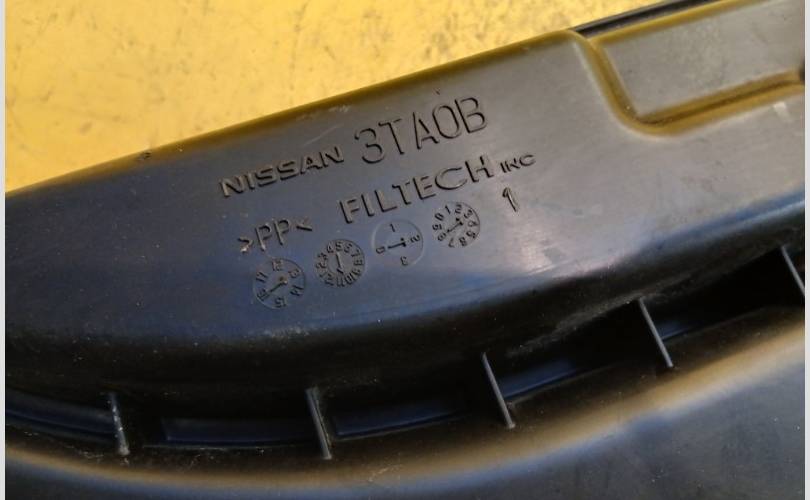 NISSAN 3TA0B
>PP< FILTECH INC
1